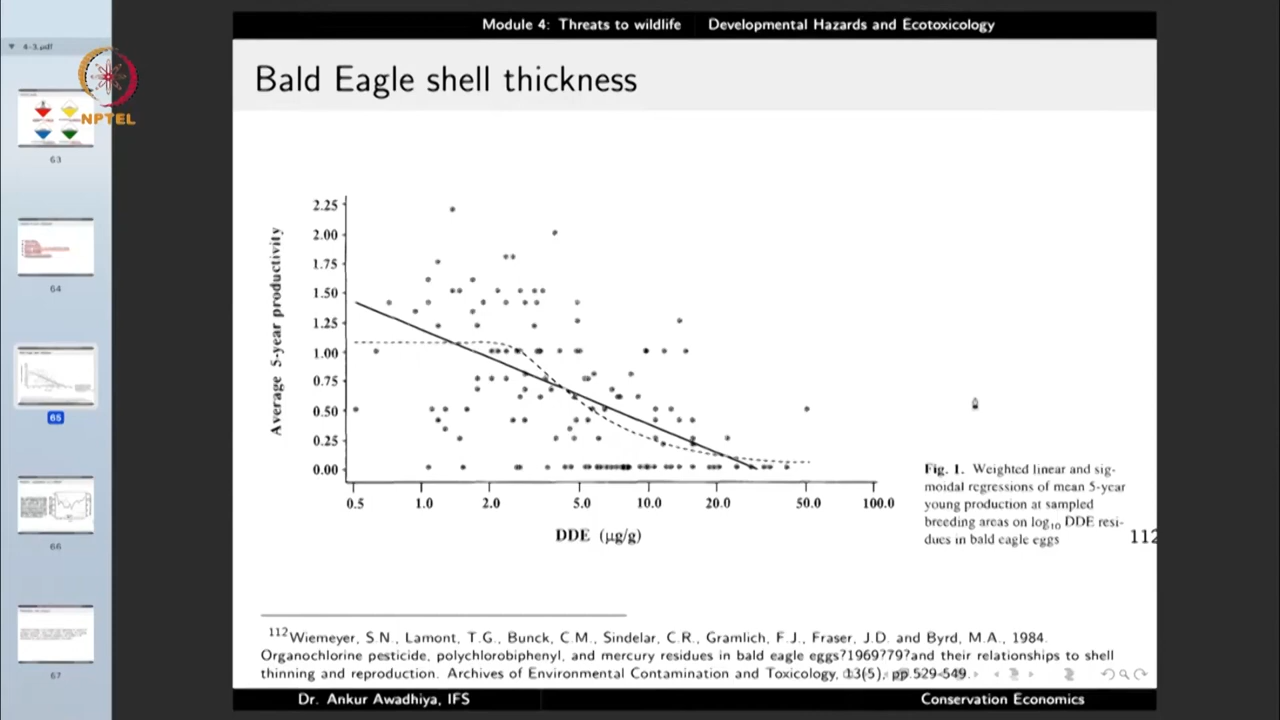 Module 4: Threats to wildlife Developmental Hazards and Ecotoxicology
4-3.pdf
NPTEL
Bald Eagle shell thickness
63
64
65
66
67
Average 5-year productivity
2.25
2.00
1.75
1.50
1.25
1.00
0.75
0.50
0.25
0.00
0.5 1.0 2.0 5.0 10.0 20.0 50.0 100.0
DDE (µg/g)
Fig. 1. Weighted linear and sig-
moidal regressions of mean 5-year
young production at sampled
breeding areas on log10 DDE resi-
dues in bald eagle eggs
112
112Wiemeyer, S.N., Lamont, T.G., Bunck, C.M., Sindelar, C.R., Gramlich, F.J., Fraser, J.D. and Byrd, M.A., 1984.
Organochlorine pesticide, polychlorobiphenyl, and mercury residues in bald eagle eggs?1969?79?and their relationships to shell
thinning and reproduction. Archives of Environmental Contamination and Toxicology, 13(5), pp.529-549.
Dr. Ankur Awadhiya, IFS Conservation Economics